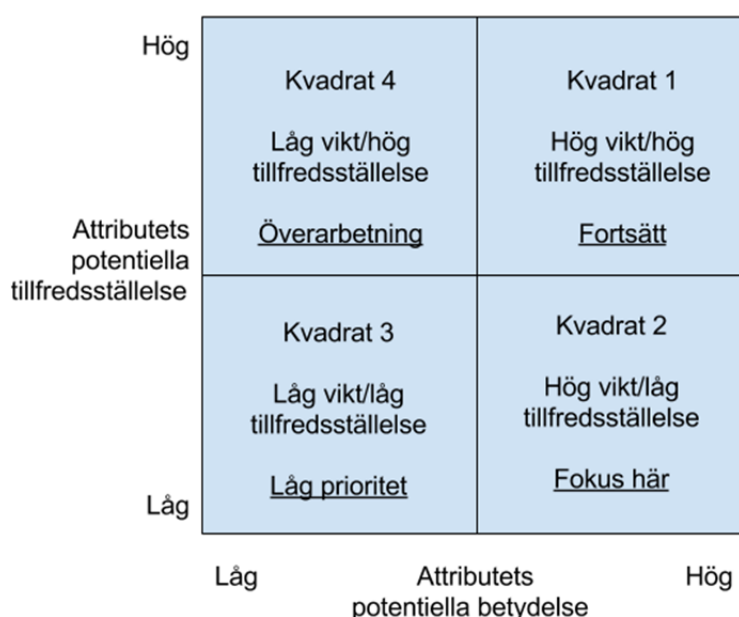 Hög
Kvadrat 4
Låg vikt/hög
tillfredsställelse
Överarbetning
Kvadrat 1
Hög vikt/hög
tillfredsställelse
Fortsätt
Attributets
potentiella
tillfredsställelse
Kvadrat 3
Låg vikt/låg
tillfredsställelse
Låg prioritet
Kvadrat 2
Hög vikt/låg
tillfredsställelse
Fokus här
Låg
Låg
Attributets
potentiella betydelse
Hög